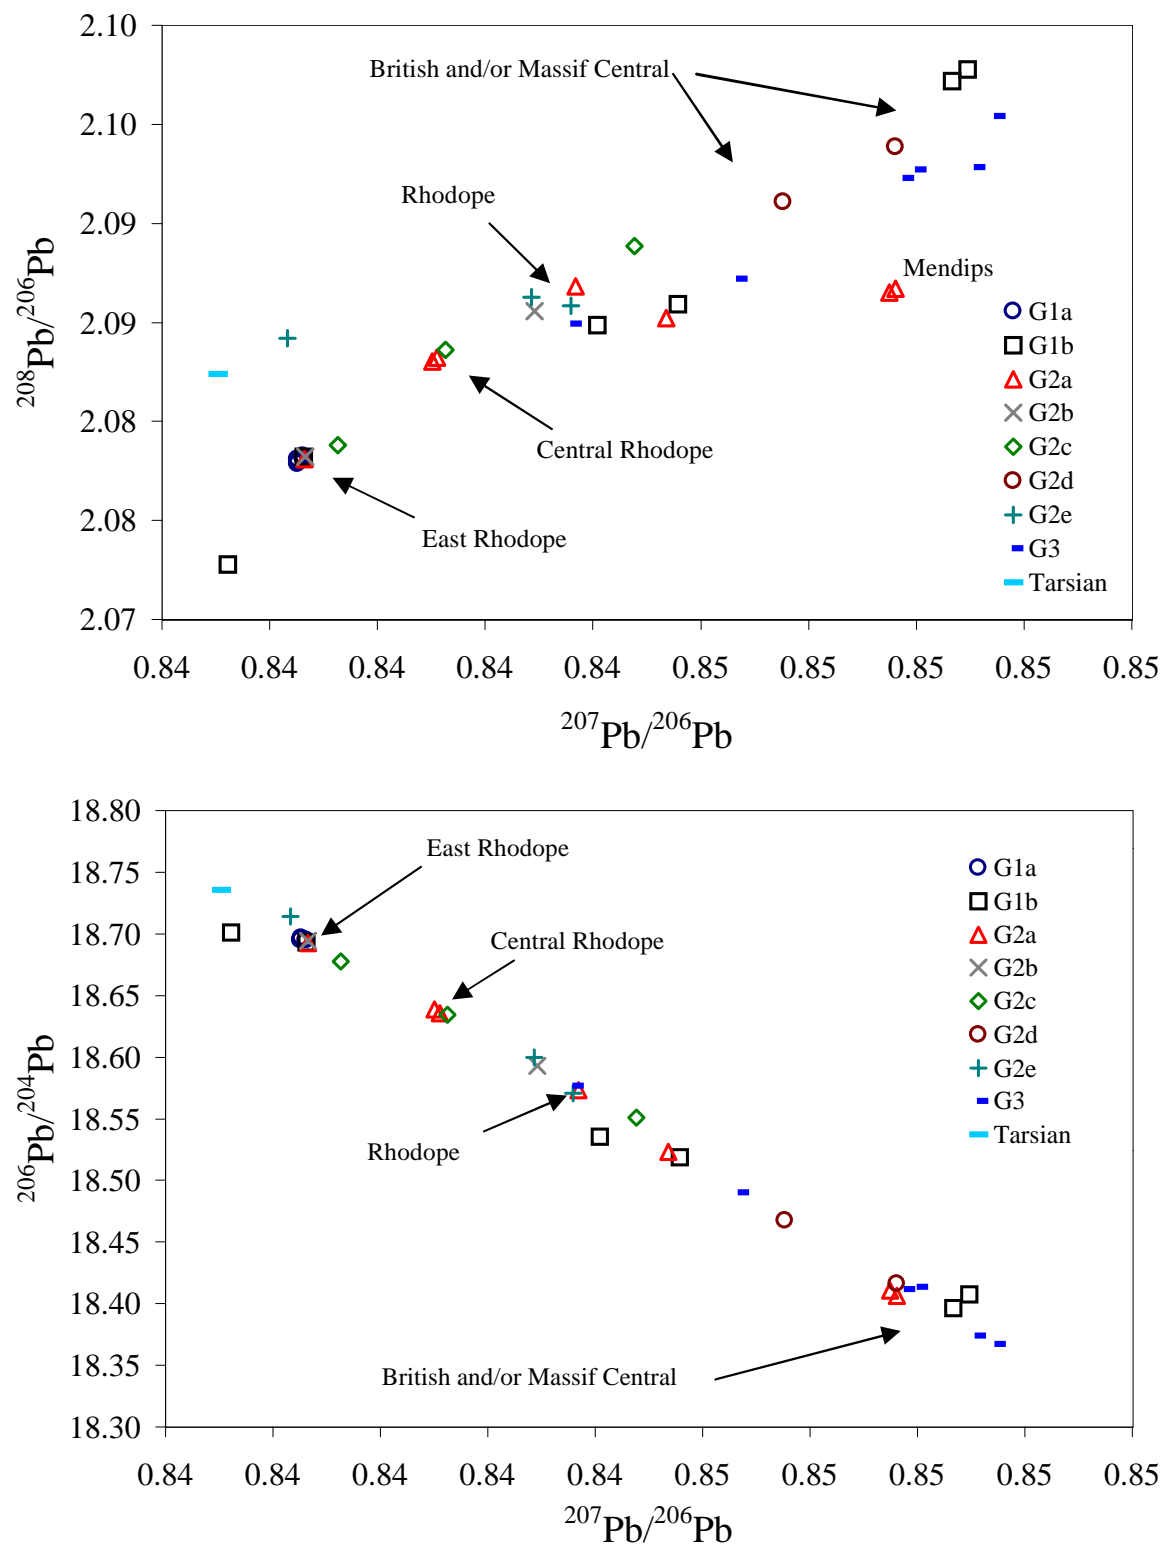 2.10
2.10
2.09
2.09
2.08
2.08
2.07
²⁰⁸Pb/²⁰⁶Pb
British and/or Massif Central
Rhodope
Mendips
Central Rhodope
East Rhodope
G1a
G1b
G2a
G2b
G2c
G2d
G2e
G3
Tarsian
0.84 0.84 0.84 0.84 0.84 0.85 0.85 0.85 0.85 0.85
²⁰⁷Pb/²⁰⁶Pb
18.80
18.75
18.70
18.65
18.60
18.55
18.50
18.45
18.40
18.35
18.30
²⁰⁶Pb/²⁰⁴Pb
East Rhodope
Central Rhodope
Rhodope
British and/or Massif Central
G1a
G1b
G2a
G2b
G2c
G2d
G2e
G3
Tarsian
0.84 0.84 0.84 0.84 0.84 0.85 0.85 0.85 0.85 0.85
²⁰⁷Pb/²⁰⁶Pb